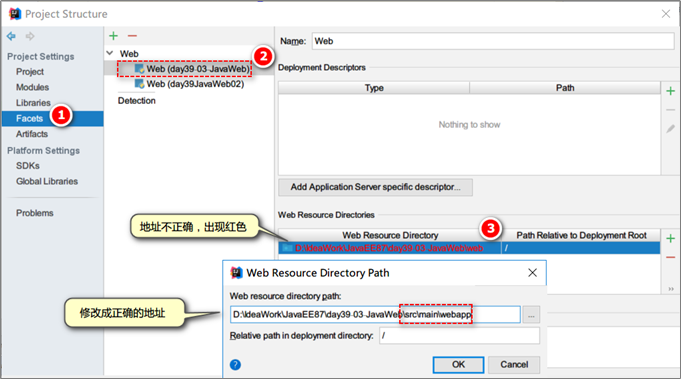 Project Structure
Project Settings
Project
Modules
Libraries
Facets
Artifacts
Platform Settings
SDKs
Global Libraries
Problems
1
Web
Web (day39-03-JavaWeb)
Web (day39JavaWeb02)
Detection
2
Name: Web
Deployment Descriptors
Type Path
Nothing to show
Add Application Server specific descriptor...
Web Resource Directories
地址不正确，出现红色
3
Web Resource Directory Path Relative to Deployment Root
D:\IdeaWork\JavaEE87\day39-03-JavaWeb\web /
Web Resource Directory Path
Web resource directory path:
修改成正确的地址
D:\IdeaWork\JavaEE87\day39-03-JavaWeb\src\main\webapp
...
Relative path in deployment directory: /
?
OK Cancel